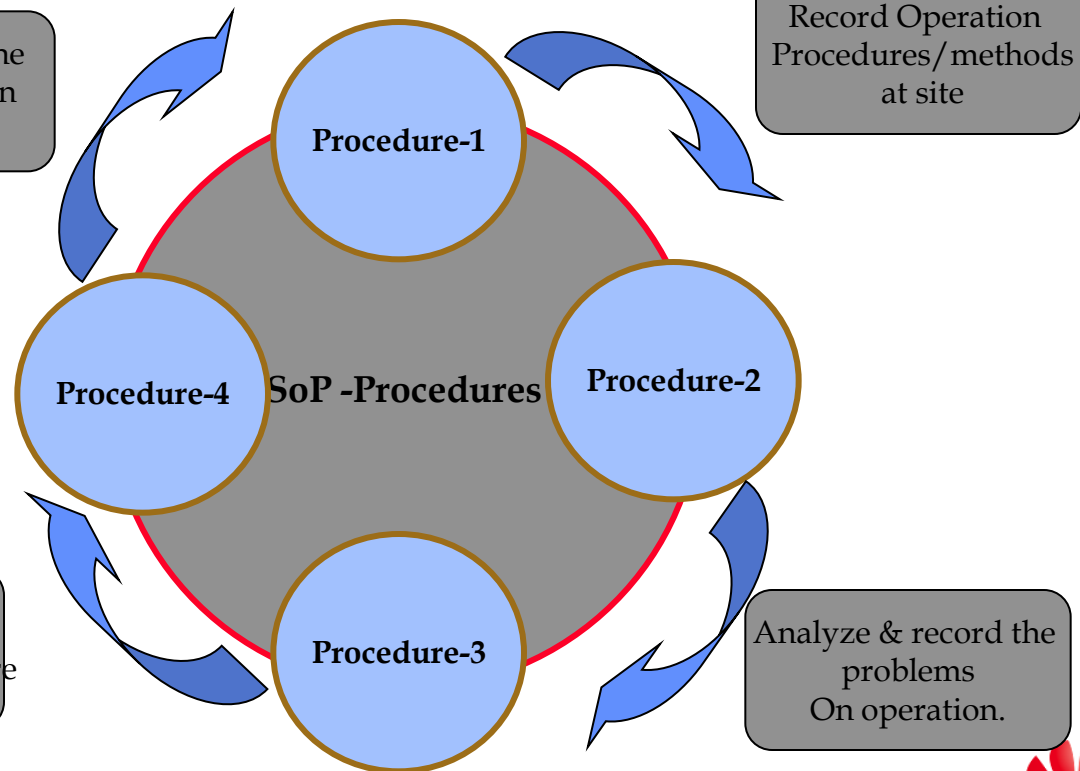 Record Operation
Procedures/methods
at site
Procedure-1
Procedure-4
SoP -Procedures
Procedure-2
Procedure-3
Analyze & record the
problems
On operation.